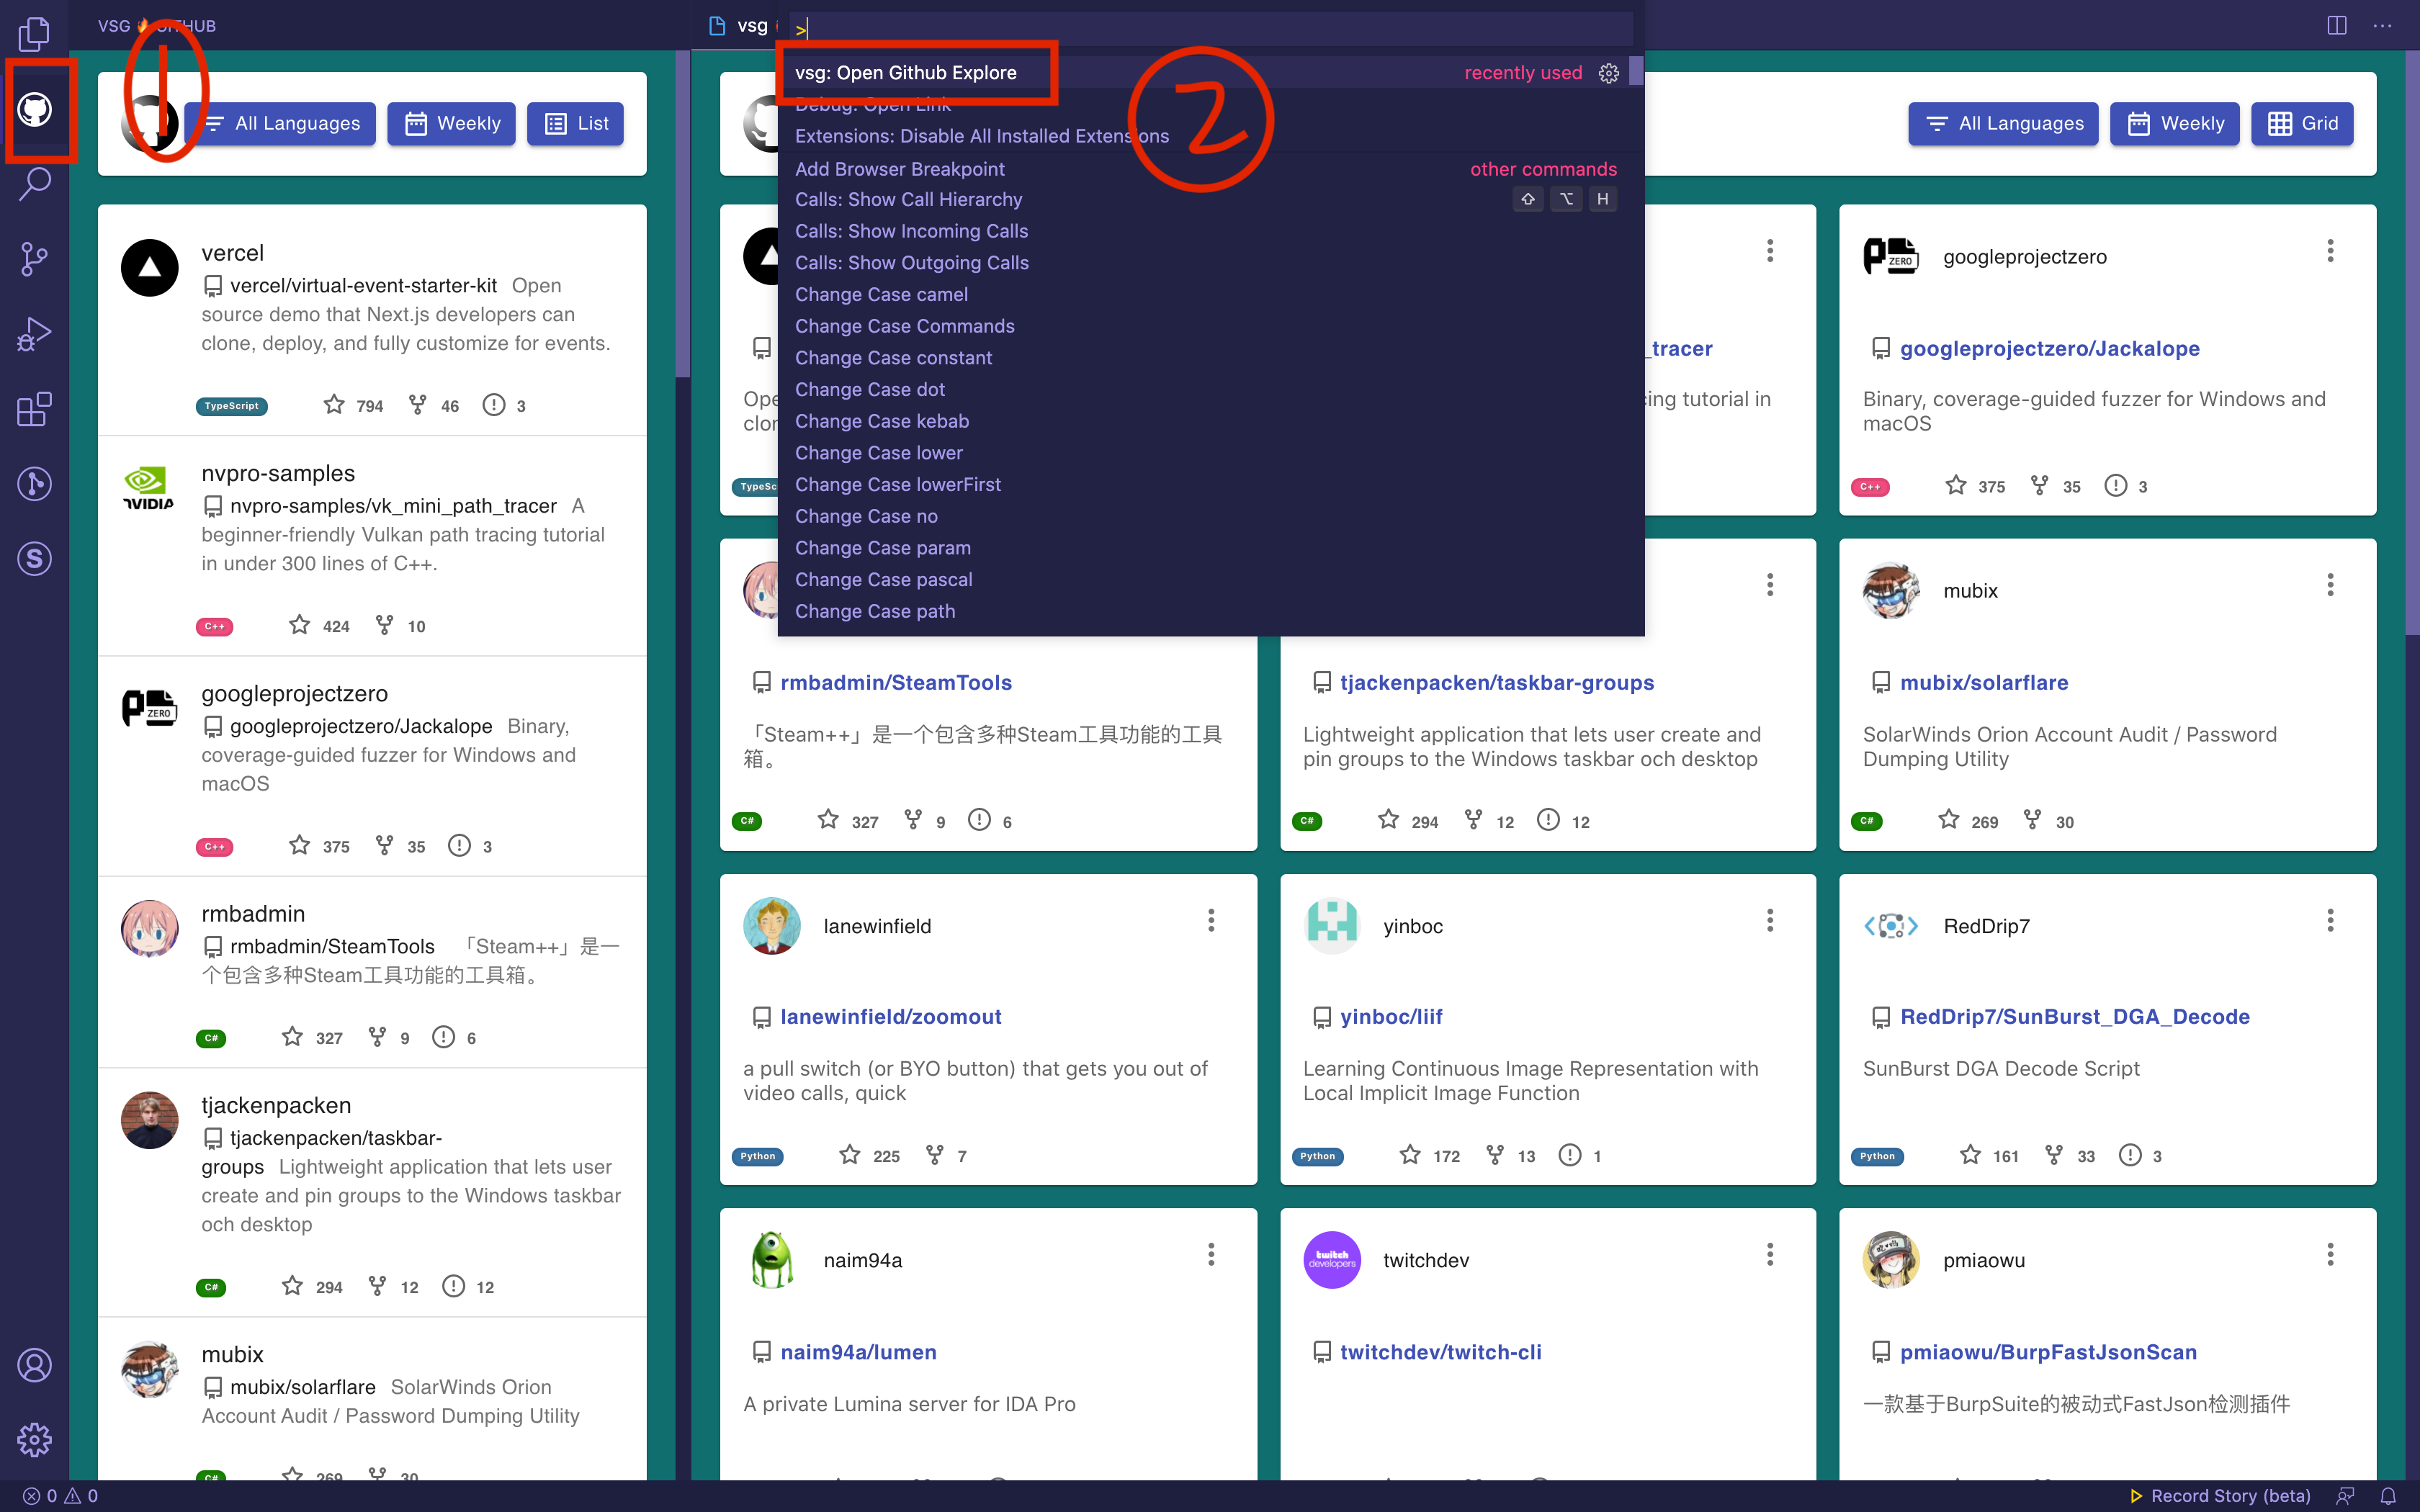 VSG 🔥 GITHUB
1
All Languages
Weekly
List
vercel
vercel/virtual-event-starter-kit Open
source demo that Next.js developers can
clone, deploy, and fully customize for events.
TypeScript 794 46 3
NVIDIA
nvpro-samples
nvpro-samples/vk_mini_path_tracer A
beginner-friendly Vulkan path tracing tutorial
in under 300 lines of C++.
C++ 424 10
ZERO
googleprojectzero
googleprojectzero/Jackalope Binary,
coverage-guided fuzzer for Windows and
macOS
C++ 375 35 3
rmbadmin
rmbadmin/SteamTools 「Steam++」是一
个包含多种Steam工具功能的工具箱。
C# 327 9 6
tjackenpacken
tjackenpacken/taskbar-
groups Lightweight application that lets user
create and pin groups to the Windows taskbar
och desktop
C# 294 12 12
mubix
mubix/solarflare SolarWinds Orion
Account Audit / Password Dumping Utility
C# 269 30
vsg
>
vsg: Open Github Explore recently used
2
Debug: Open Link
Extensions: Disable All Installed Extensions
Add Browser Breakpoint other commands
Calls: Show Call Hierarchy ⇧ ⌥ H
Calls: Show Incoming Calls
Calls: Show Outgoing Calls
Change Case camel
Change Case Commands
Change Case constant
Change Case dot
Change Case kebab
Change Case lower
Change Case lowerFirst
Change Case no
Change Case param
Change Case pascal
Change Case path
All Languages
Weekly
Grid
Ope
clor
TypeSc
_tracer
ing tutorial in
ZERO
googleprojectzero
googleprojectzero/Jackalope
Binary, coverage-guided fuzzer for Windows and
macOS
C++ 375 35 3
rmbadmin/SteamTools
「Steam++」是一个包含多种Steam工具功能的工具
箱。
C# 327 9 6
tjackenpacken/taskbar-groups
Lightweight application that lets user create and
pin groups to the Windows taskbar och desktop
C# 294 12 12
mubix
mubix/solarflare
SolarWinds Orion Account Audit / Password
Dumping Utility
C# 269 30
lanewinfield
lanewinfield/zoomout
a pull switch (or BYO button) that gets you out of
video calls, quick
Python 225 7
yinboc
yinboc/liif
Learning Continuous Image Representation with
Local Implicit Image Function
Python 172 13 1
RedDrip7
RedDrip7/SunBurst_DGA_Decode
SunBurst DGA Decode Script
Python 161 33 3
naim94a
naim94a/lumen
A private Lumina server for IDA Pro
twitch
developers
twitchdev
twitchdev/twitch-cli
pmiaowu
pmiaowu/BurpFastJsonScan
一款基于BurpSuite的被动式FastJson检测插件
0 0
Record Story (beta)